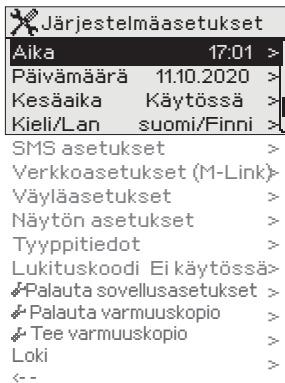 Järjestelmäasetukset
Aika 17:01 >
Päivämäärä 11.10.2020 >
Kesäaika Käytössä >
Kieli/Lan suomi/Finni >
SMS asetukset >
Verkkoasetukset (M-Link)>
Väyläasetukset >
Näytön asetukset >
Tyyppitiedot >
Lukituskoodi Ei käytössä>
Palauta sovellusasetukset >
Palauta varmuuskopio >
Tee varmuuskopio >
Loki >
<--